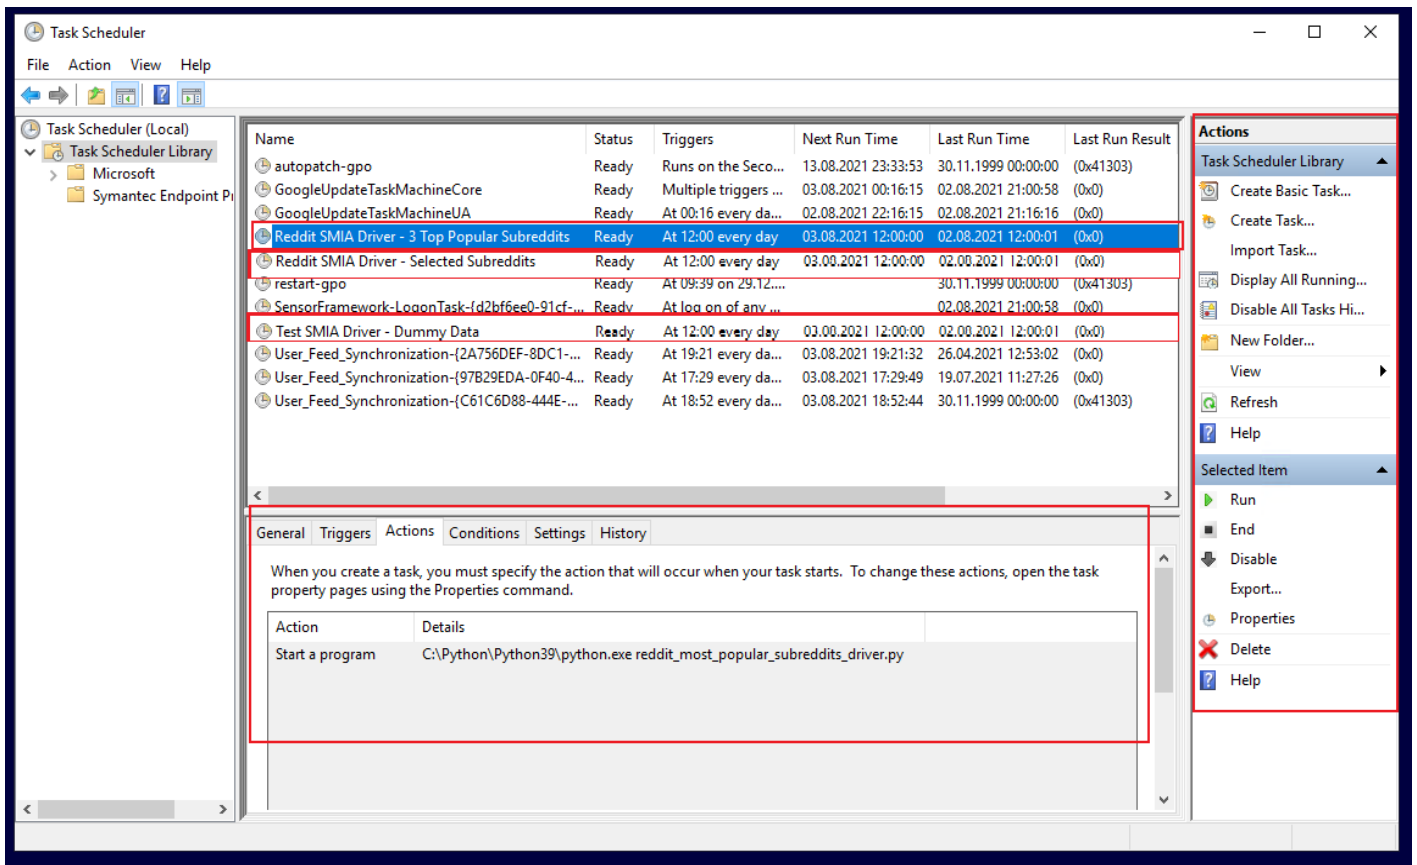 Task Scheduler
File Action View Help
Task Scheduler (Local)
Task Scheduler Library
Microsoft
Symantec Endpoint Pr
Name Status Triggers Next Run Time Last Run Time Last Run Result
autopatch-gpo Ready Runs on the Seco... 13.08.2021 23:33:53 30.11.1999 00:00:00 (0x41303)
GoogleUpdateTaskMachineCore Ready Multiple triggers ... 03.08.2021 00:16:15 02.08.2021 21:00:58 (0x0)
GoogleUpdateTaskMachineUA Ready At 00:16 every da... 02.08.2021 22:16:15 02.08.2021 21:16:16 (0x0)
Reddit SMIA Driver - 3 Top Popular Subreddits Ready At 12:00 every day 03.08.2021 12:00:00 02.08.2021 12:00:01 (0x0)
Reddit SMIA Driver - Selected Subreddits Ready At 12:00 every day 03.08.2021 12:00:00 02.08.2021 12:00:01 (0x0)
restart-gpo Ready At 09:39 on 29.12.... 30.11.1999 00:00:00 (0x41303)
SensorFramework-LogonTask-{d2bf6ee0-91cf-... Ready At log on of any ... 02.08.2021 21:00:58 (0x0)
Test SMIA Driver - Dummy Data Ready At 12:00 every day 03.08.2021 12:00:00 02.08.2021 12:00:01 (0x0)
User_Feed_Synchronization-{2A756DEF-8DC1-... Ready At 19:21 every da... 03.08.2021 19:21:32 26.04.2021 12:53:02 (0x0)
User_Feed_Synchronization-{97B29EDA-0F40-4... Ready At 17:29 every da... 03.08.2021 17:29:49 19.07.2021 11:27:26 (0x0)
User_Feed_Synchronization-{C61C6D88-444E-... Ready At 18:52 every da... 03.08.2021 18:52:44 30.11.1999 00:00:00 (0x41303)
General Triggers Actions Conditions Settings History
When you create a task, you must specify the action that will occur when your task starts. To change these actions, open the task
property pages using the Properties command.
Action Details
Start a program C:\Python\Python39\python.exe reddit_most_popular_subreddits_driver.py
Actions
Task Scheduler Library
Create Basic Task...
Create Task...
Import Task...
Display All Running...
Disable All Tasks Hi...
New Folder...
View
Refresh
Help
Selected Item
Run
End
Disable
Export...
Properties
Delete
Help